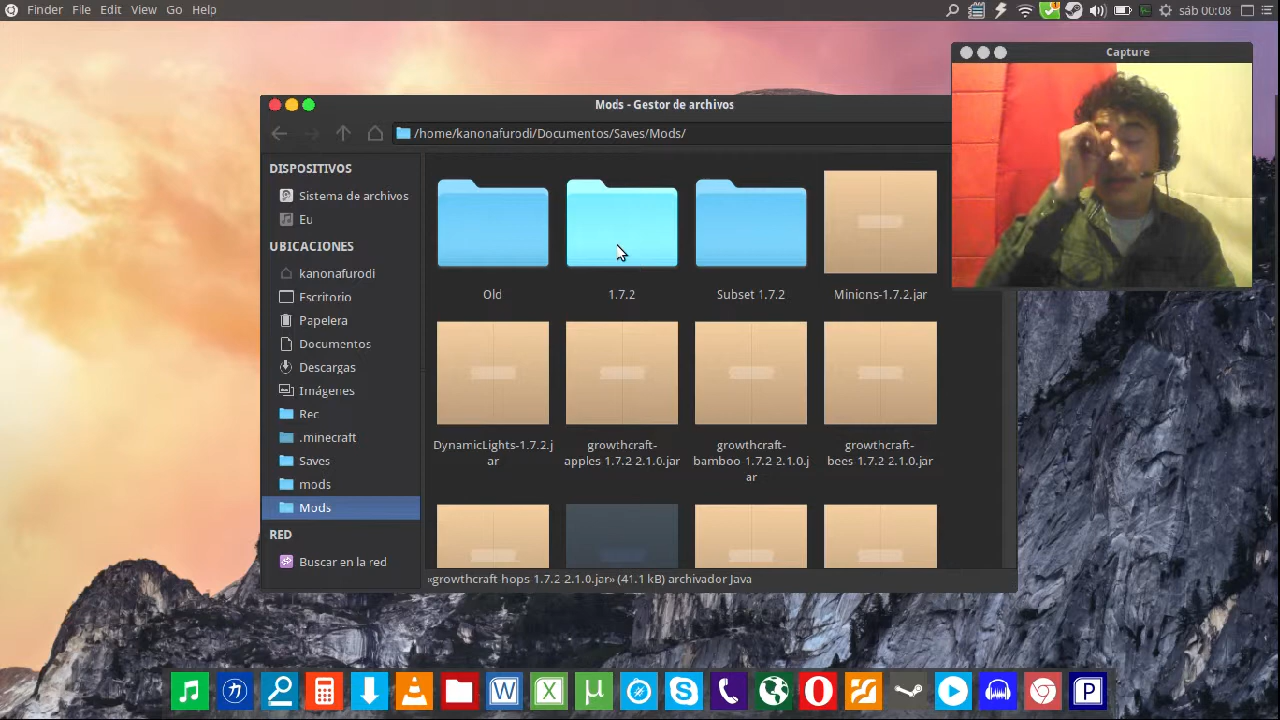 Finder File Edit View Go Help
sáb 00:08
Capture
Mods - Gestor de archivos
/home/kanonafurodi/Documentos/Saves/Mods/
DISPOSITIVOS
Sistema de archivos
Eu
UBICACIONES
kanonafurodi
Escritorio
Papelera
Documentos
Descargas
Imágenes
Rec
.minecraft
Saves
mods
Mods
RED
Buscar en la red
Old
1.7.2
Subset 1.7.2
Minions-1.7.2.jar
DynamicLights-1.7.2.j
ar
growthcraft-
apples 1.7.2 2.1.0.jar
growthcraft-
bamboo 1.7.2 2.1.0.j
ar
growthcraft-
bees 1.7.2 2.1.0.jar
«growthcraft hops 1.7.2 2.1.0.jar» (41.1 kB) archivador Java